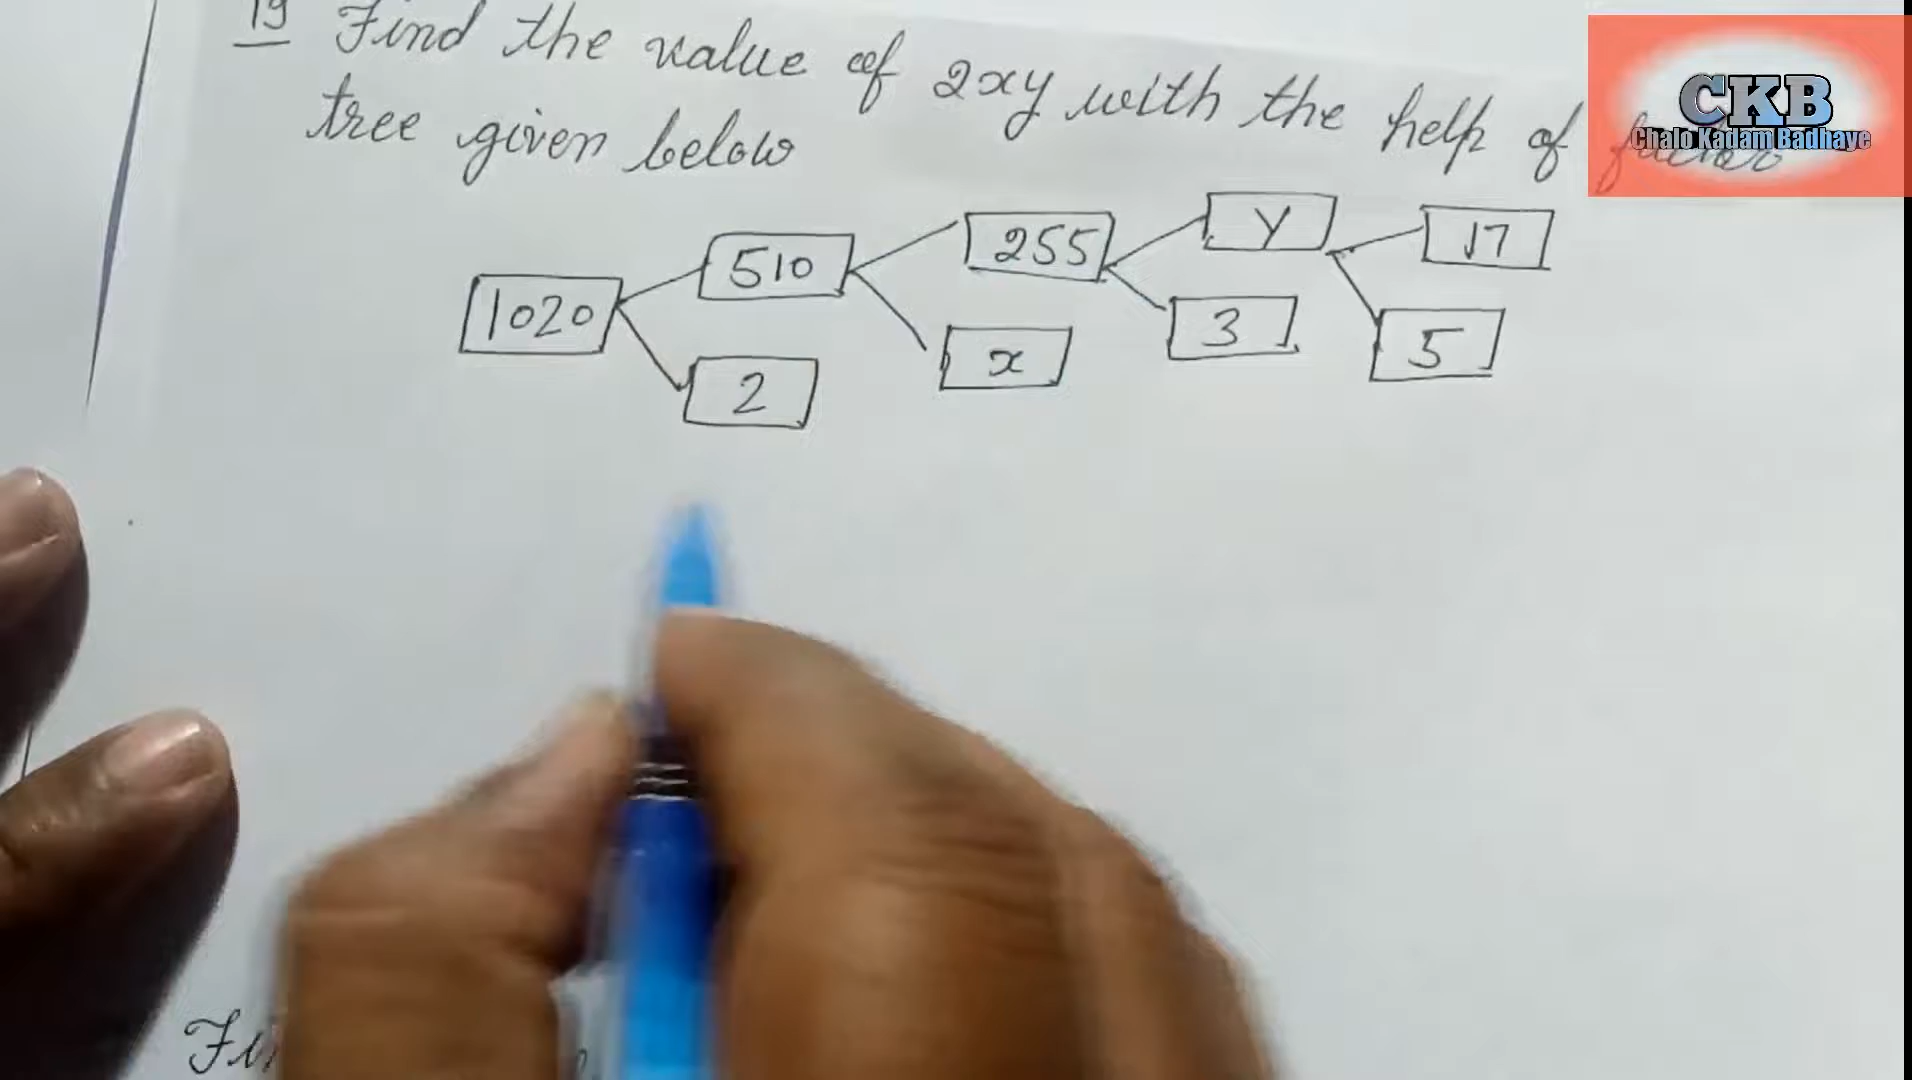 19 Find the value of 2xy with the help of factor
tree given below
CKB
Chalo Kadam Badhaye
1020
510
2
255
x
y
3
17
5